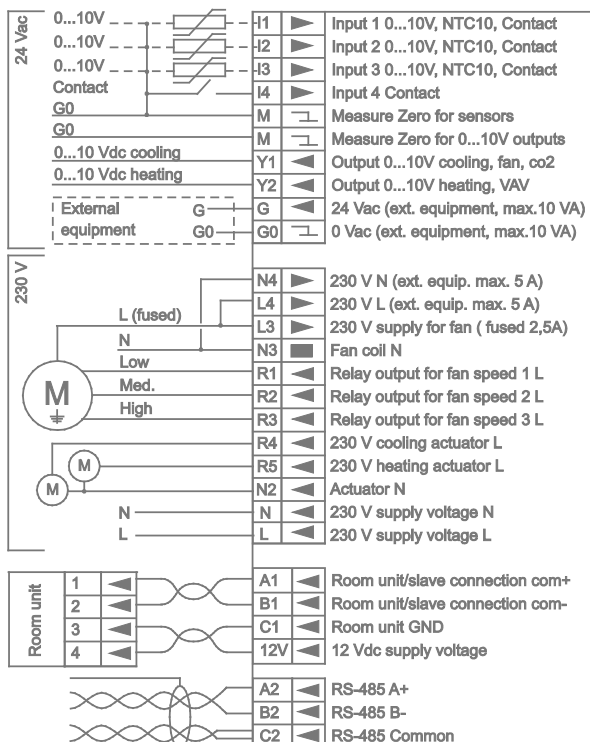 24 Vac
0...10V I1 Input 1 0...10V, NTC10, Contact
0...10V I2 Input 2 0...10V, NTC10, Contact
0...10V I3 Input 3 0...10V, NTC10, Contact
Contact I4 Input 4 Contact
G0 M Measure Zero for sensors
G0 M Measure Zero for 0...10V outputs
0...10 Vdc cooling Y1 Output 0...10V cooling, fan, co2
0...10 Vdc heating Y2 Output 0...10V heating, VAV
External G G 24 Vac (ext. equipment, max.10 VA)
equipment G0 G0 0 Vac (ext. equipment, max.10 VA)
230 V
N4 230 V N (ext. equip. max. 5 A)
L4 230 V L (ext. equip. max. 5 A)
L (fused) L3 230 V supply for fan ( fused 2,5A)
N N3 Fan coil N
Low R1 Relay output for fan speed 1 L
M Med. R2 Relay output for fan speed 2 L
High R3 Relay output for fan speed 3 L
R4 230 V cooling actuator L
M R5 230 V heating actuator L
M N2 Actuator N
N N 230 V supply voltage N
L L 230 V supply voltage L
Room unit
1 A1 Room unit/slave connection com+
2 B1 Room unit/slave connection com-
3 C1 Room unit GND
4 12V 12 Vdc supply voltage
A2 RS-485 A+
B2 RS-485 B-
C2 RS-485 Common